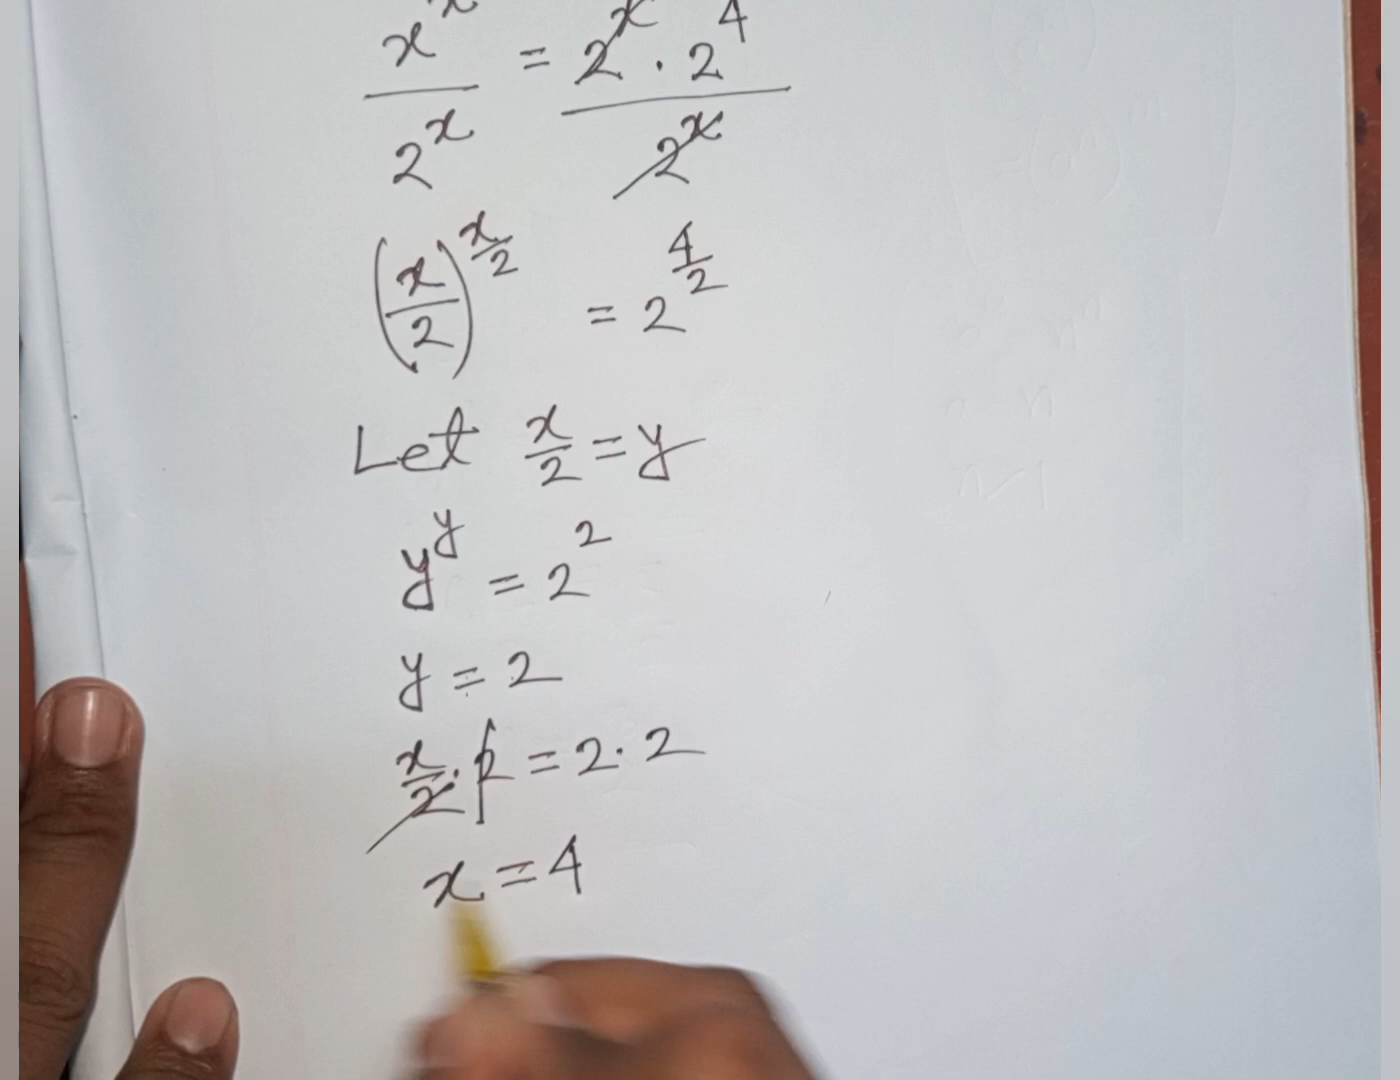 x^x / 2^x = 2^x · 2^4 / 2^x
(x/2)^(x/2) = 2^(4/2)
Let x/2 = y
y^y = 2^2
y = 2
x/2 · 2 = 2 · 2
x = 4